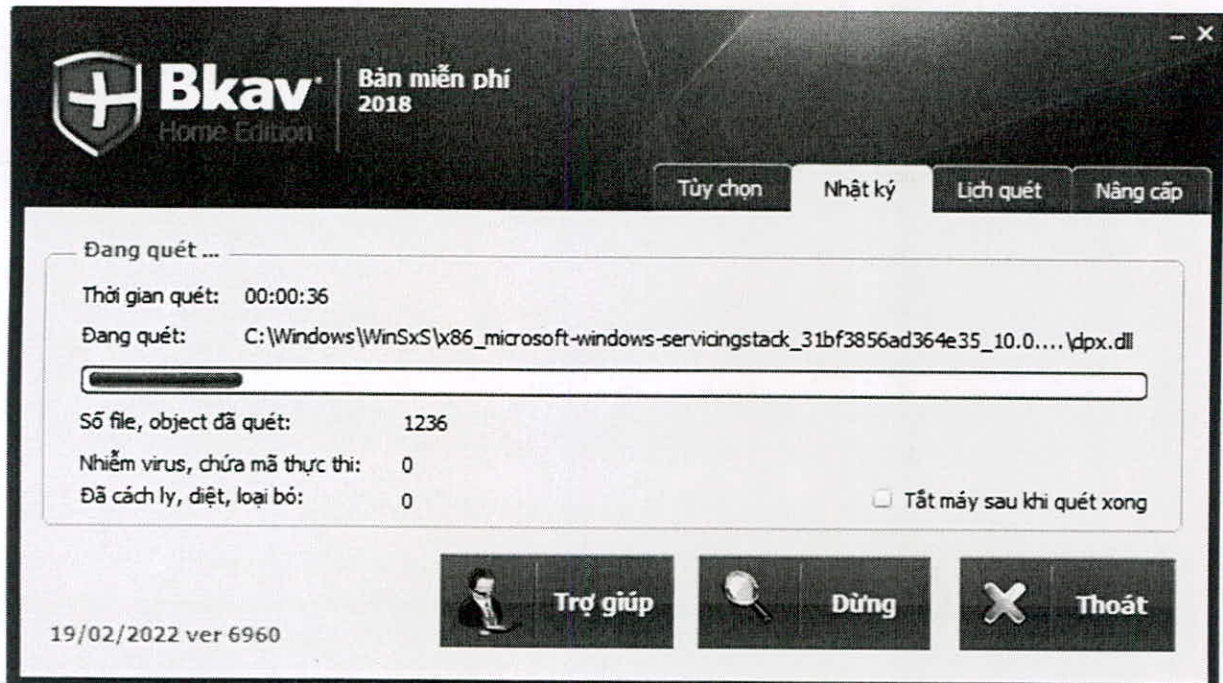 Bkav
Home Edition
Bản miễn phí
2018
Tùy chọn
Nhật ký
Lịch quét
Nâng cấp
Đang quét ...
Thời gian quét: 00:00:36
Đang quét: C:\Windows\WinSxS\x86_microsoft-windows-servicingstack_31bf3856ad364e35_10.0....\dpx.dll
Số file, object đã quét: 1236
Nhiễm virus, chứa mã thực thi: 0
Đã cách ly, diệt, loại bỏ: 0
Tắt máy sau khi quét xong
Trợ giúp
Dừng
Thoát
19/02/2022 ver 6960